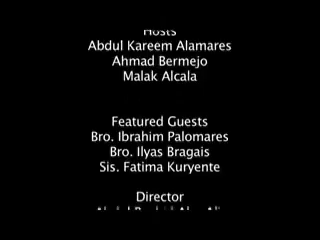 Hosts
Abdul Kareem Alamares
Ahmad Bermejo
Malak Alcala
Featured Guests
Bro. Ibrahim Palomares
Bro. Ilyas Bragais
Sis. Fatima Kuryente
Director